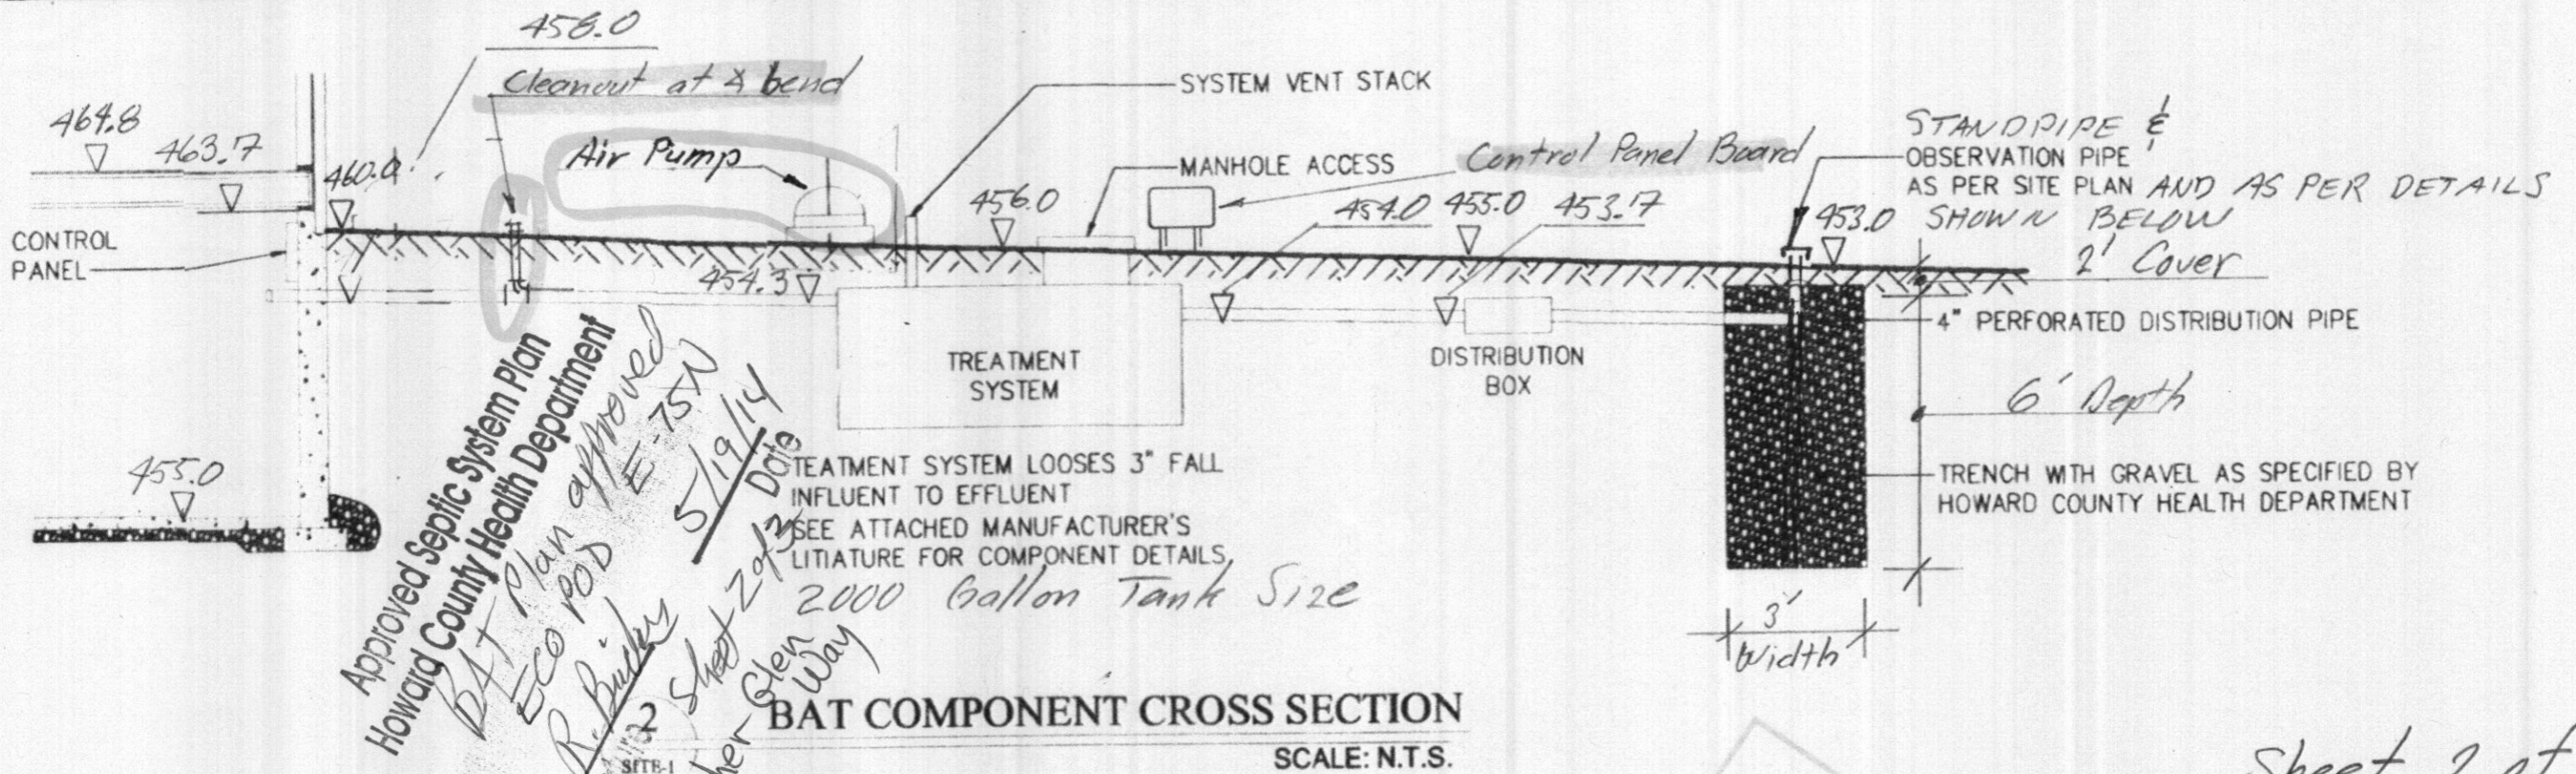 458.0
Cleanout at 4 bend
464.8
463.7
460.0
Air Pump
SYSTEM VENT STACK
MANHOLE ACCESS
Control Panel Board
456.0
454.0
455.0
453.7
STANDPIPE &
OBSERVATION PIPE
AS PER SITE PLAN AND AS PER DETAILS
SHOWN BELOW
453.0
2' Cover
CONTROL
PANEL
454.3
TREATMENT
SYSTEM
DISTRIBUTION
BOX
4" PERFORATED DISTRIBUTION PIPE
6' Depth
TRENCH WITH GRAVEL AS SPECIFIED BY
HOWARD COUNTY HEALTH DEPARTMENT
3'
Width
455.0
Approved Septic System Plan
Howard County Health Department
BAT Plan approved
ECO POD E-75N
5/19/14
Date
Sheet 2 of 3
Glen
Way
TEATMENT SYSTEM LOOSES 3" FALL
INFLUENT TO EFFLUENT
SEE ATTACHED MANUFACTURER'S
LITIATURE FOR COMPONENT DETAILS,
2000 Gallon Tank Size
2
SITE-1
BAT COMPONENT CROSS SECTION
SCALE: N.T.S.
Sheet 2 of